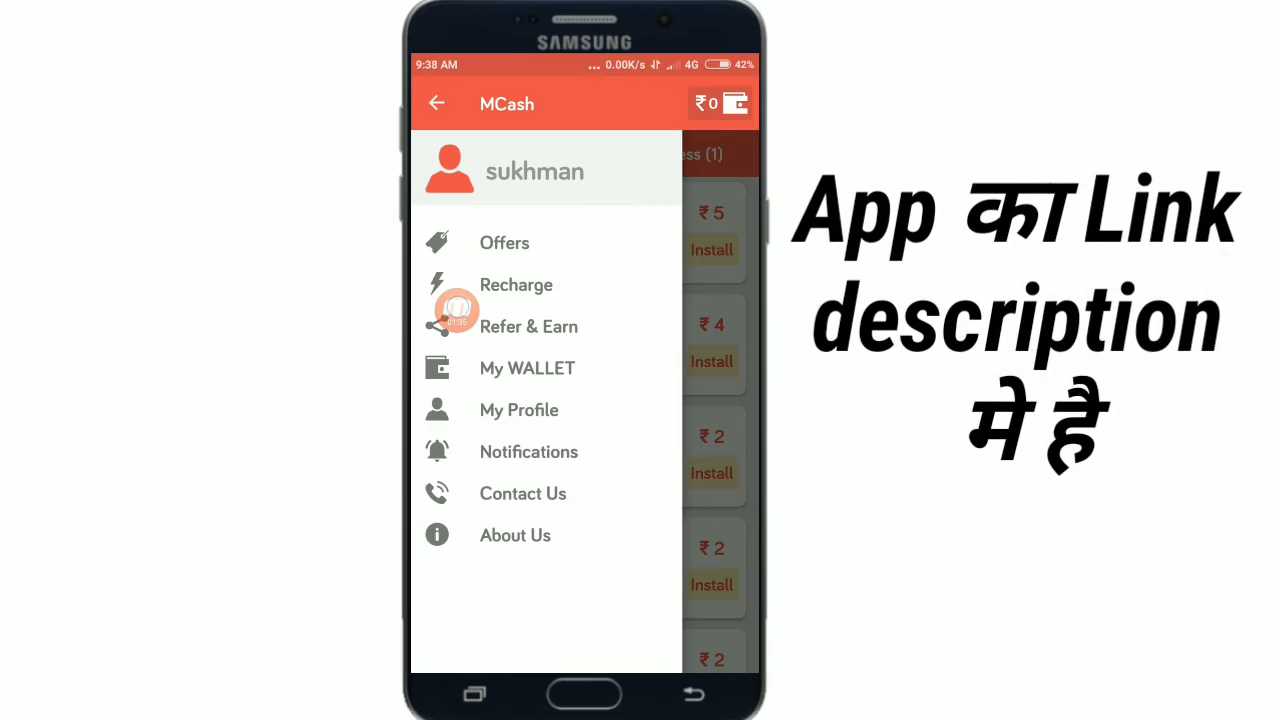 SAMSUNG
9:38 AM ... 0.00K/s 4G 42%
MCash ₹0
sukhman
ess (1)
Offers
Recharge
01:35
Refer & Earn
My WALLET
My Profile
Notifications
Contact Us
About Us
₹ 5
Install
₹ 4
Install
₹ 2
Install
₹ 2
Install
₹ 2
App का Link
description
मे है